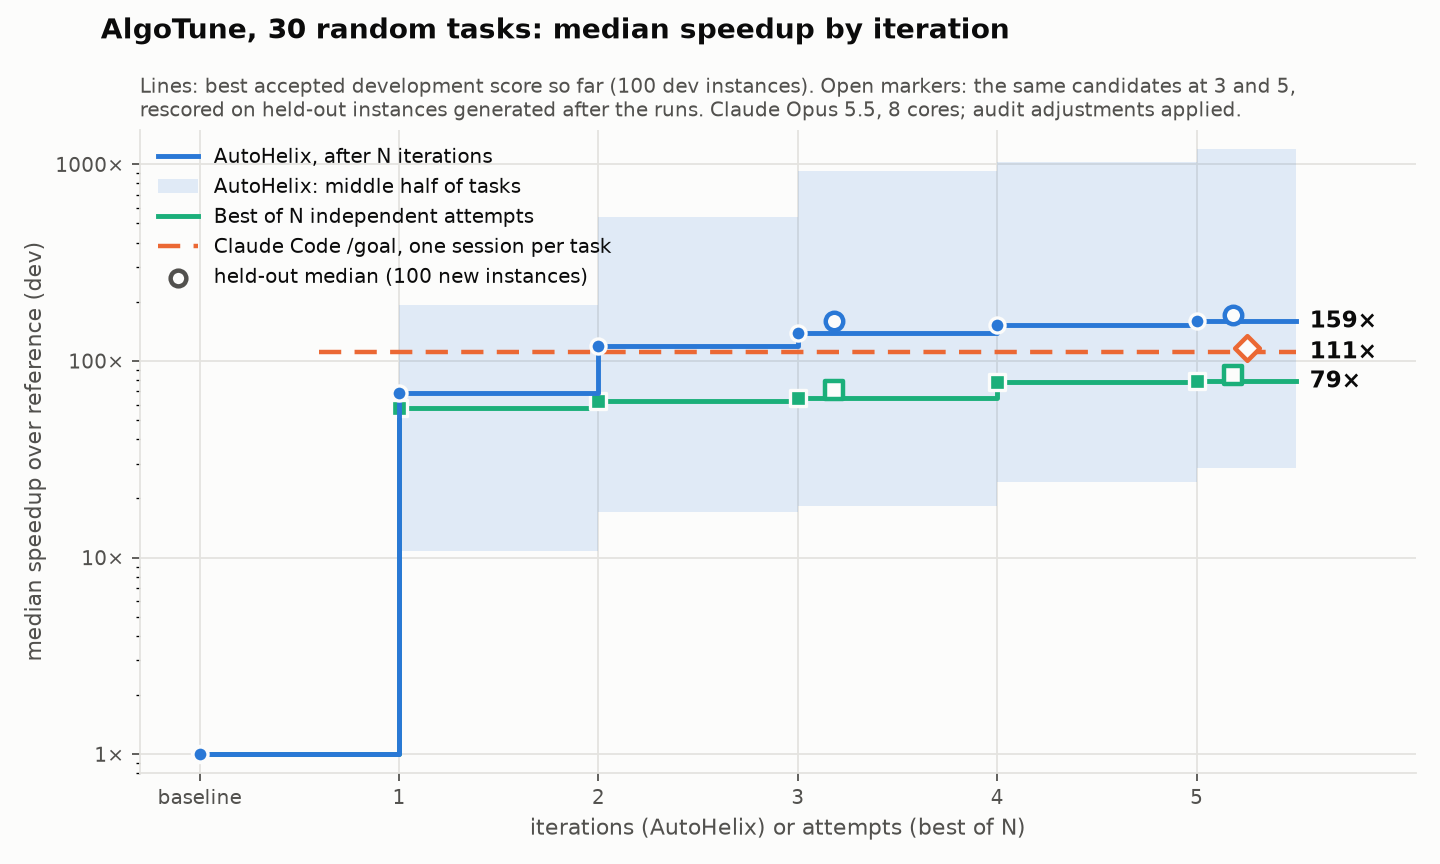 AlgoTune, 30 random tasks: median speedup by iteration
Lines: best accepted development score so far (100 dev instances). Open markers: the same candidates at 3 and 5,
rescored on held-out instances generated after the runs. Claude Opus 5.5, 8 cores; audit adjustments applied.
AutoHelix, after N iterations
AutoHelix: middle half of tasks
Best of N independent attempts
Claude Code /goal, one session per task
held-out median (100 new instances)
median speedup over reference (dev)
1000×
100×
10×
1×
159×
111×
79×
baseline
1
2
3
4
5
iterations (AutoHelix) or attempts (best of N)